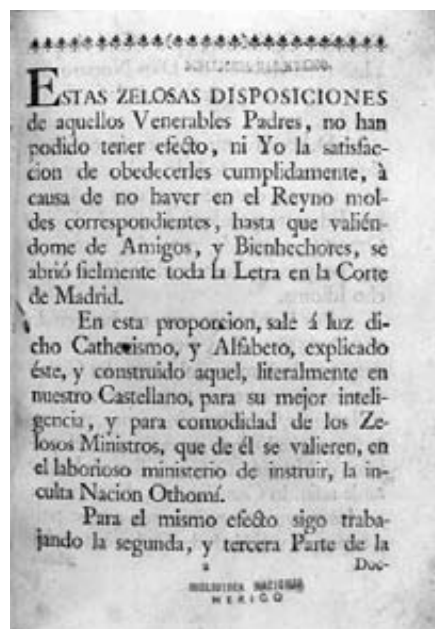 ESTAS ZELOSAS DISPOSICIONES
de aquellos Venerables Padres, no han
podido tener efecto, ni Yo la satisfac-
cion de obedecerles cumplidamente, à
causa de no haver en el Reyno mol-
des correspondientes, hasta que valién-
dome de Amigos, y Bienhechores, se
abrió fielmente toda la Letra en la Corte
de Madrid.
En esta proporcion, sale á luz di-
cho Cathecismo, y Alfabeto, explicado
éste, y construido aquel, literalmente en
nuestro Castellano, para su mejor inteli-
gencia, y para comodidad de los Ze-
losos Ministros, que de él se valieren, en
el laborioso ministerio de instruir, la in-
culta Nacion Othomí.
Para el mismo efecto sigo traba-
jando la segunda, y tercera Parte de la
a Doc-
BIBLIOTECA NACIONAL
MEXICO